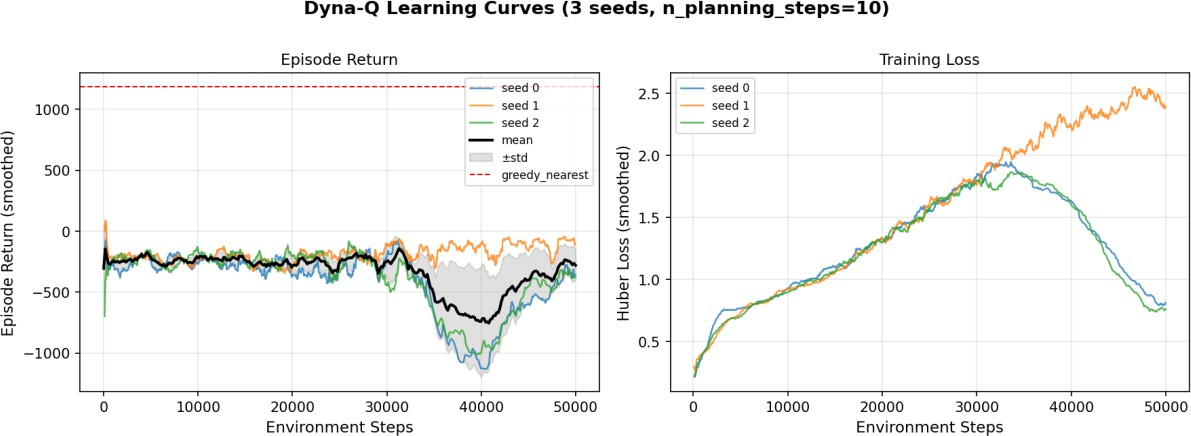 Dyna-Q Learning Curves (3 seeds, n_planning_steps=10)
Episode Return
Episode Return (smoothed)
1000
500
0
−500
−1000
seed 0
seed 1
seed 2
mean
±std
greedy_nearest
0 10000 20000 30000 40000 50000
Environment Steps
Training Loss
Huber Loss (smoothed)
2.5
2.0
1.5
1.0
0.5
seed 0
seed 1
seed 2
0 10000 20000 30000 40000 50000
Environment Steps